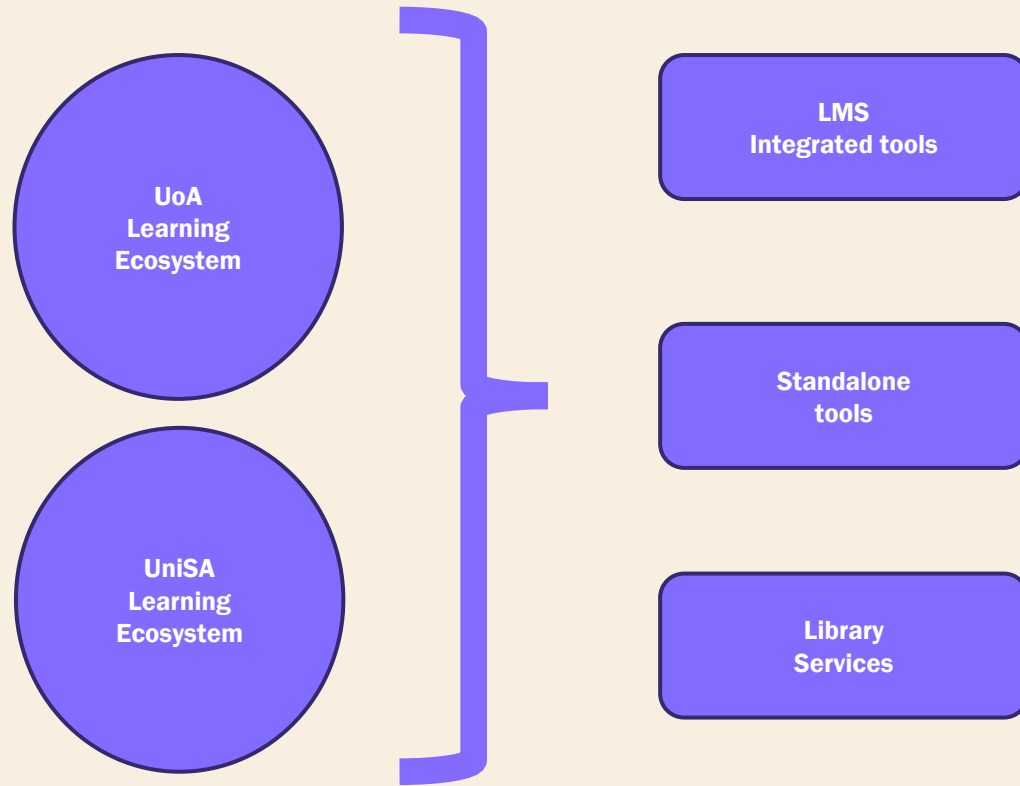 UoA
Learning
Ecosystem
UniSA
Learning
Ecosystem
LMS
Integrated tools
Standalone
tools
Library
Services